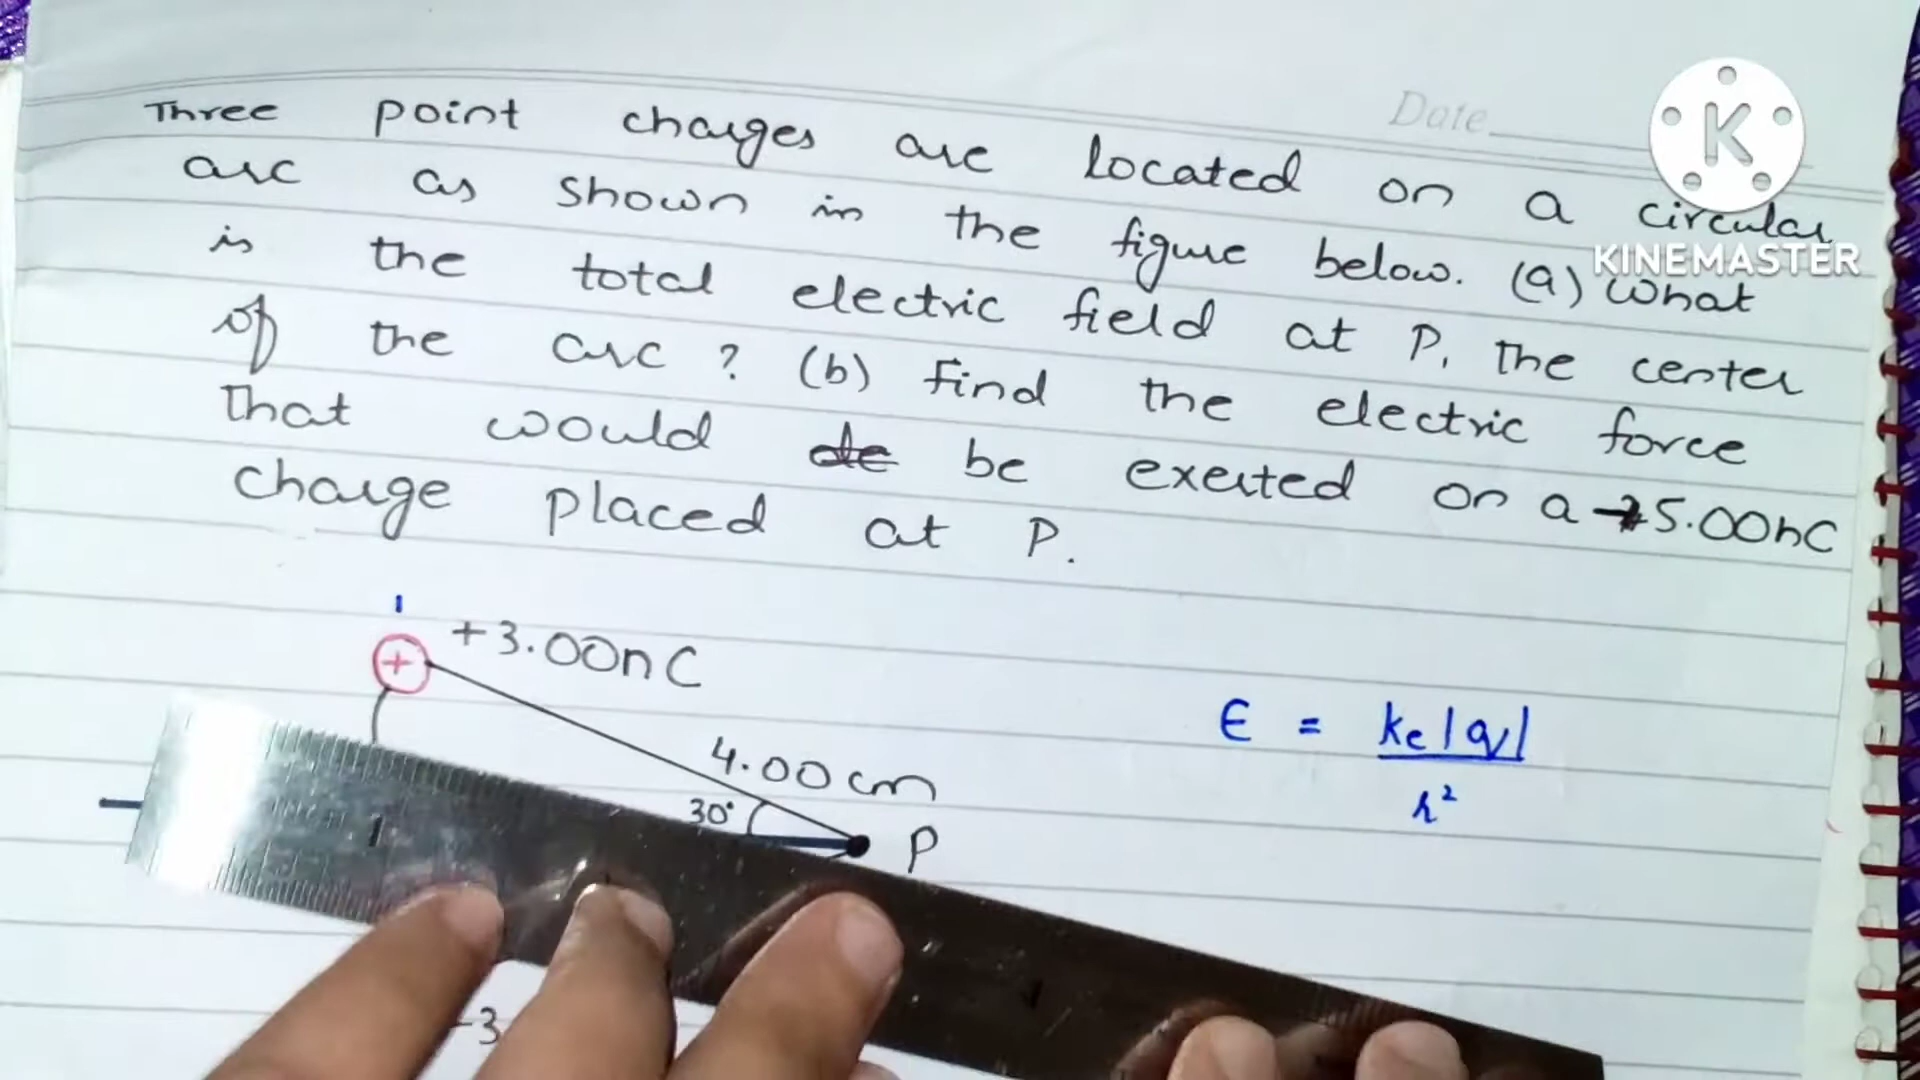 Date
Three point charges are located on a circular
arc as shown in the figure below. (a) What
is the total electric field at P, the center
of the arc? (b) Find the electric force
that would be exerted on a -5.00nC
charge placed at P.
K
KINEMASTER
1
+
+3.00nC
4.00cm
30°
P
E = ke|q|
r²
-3